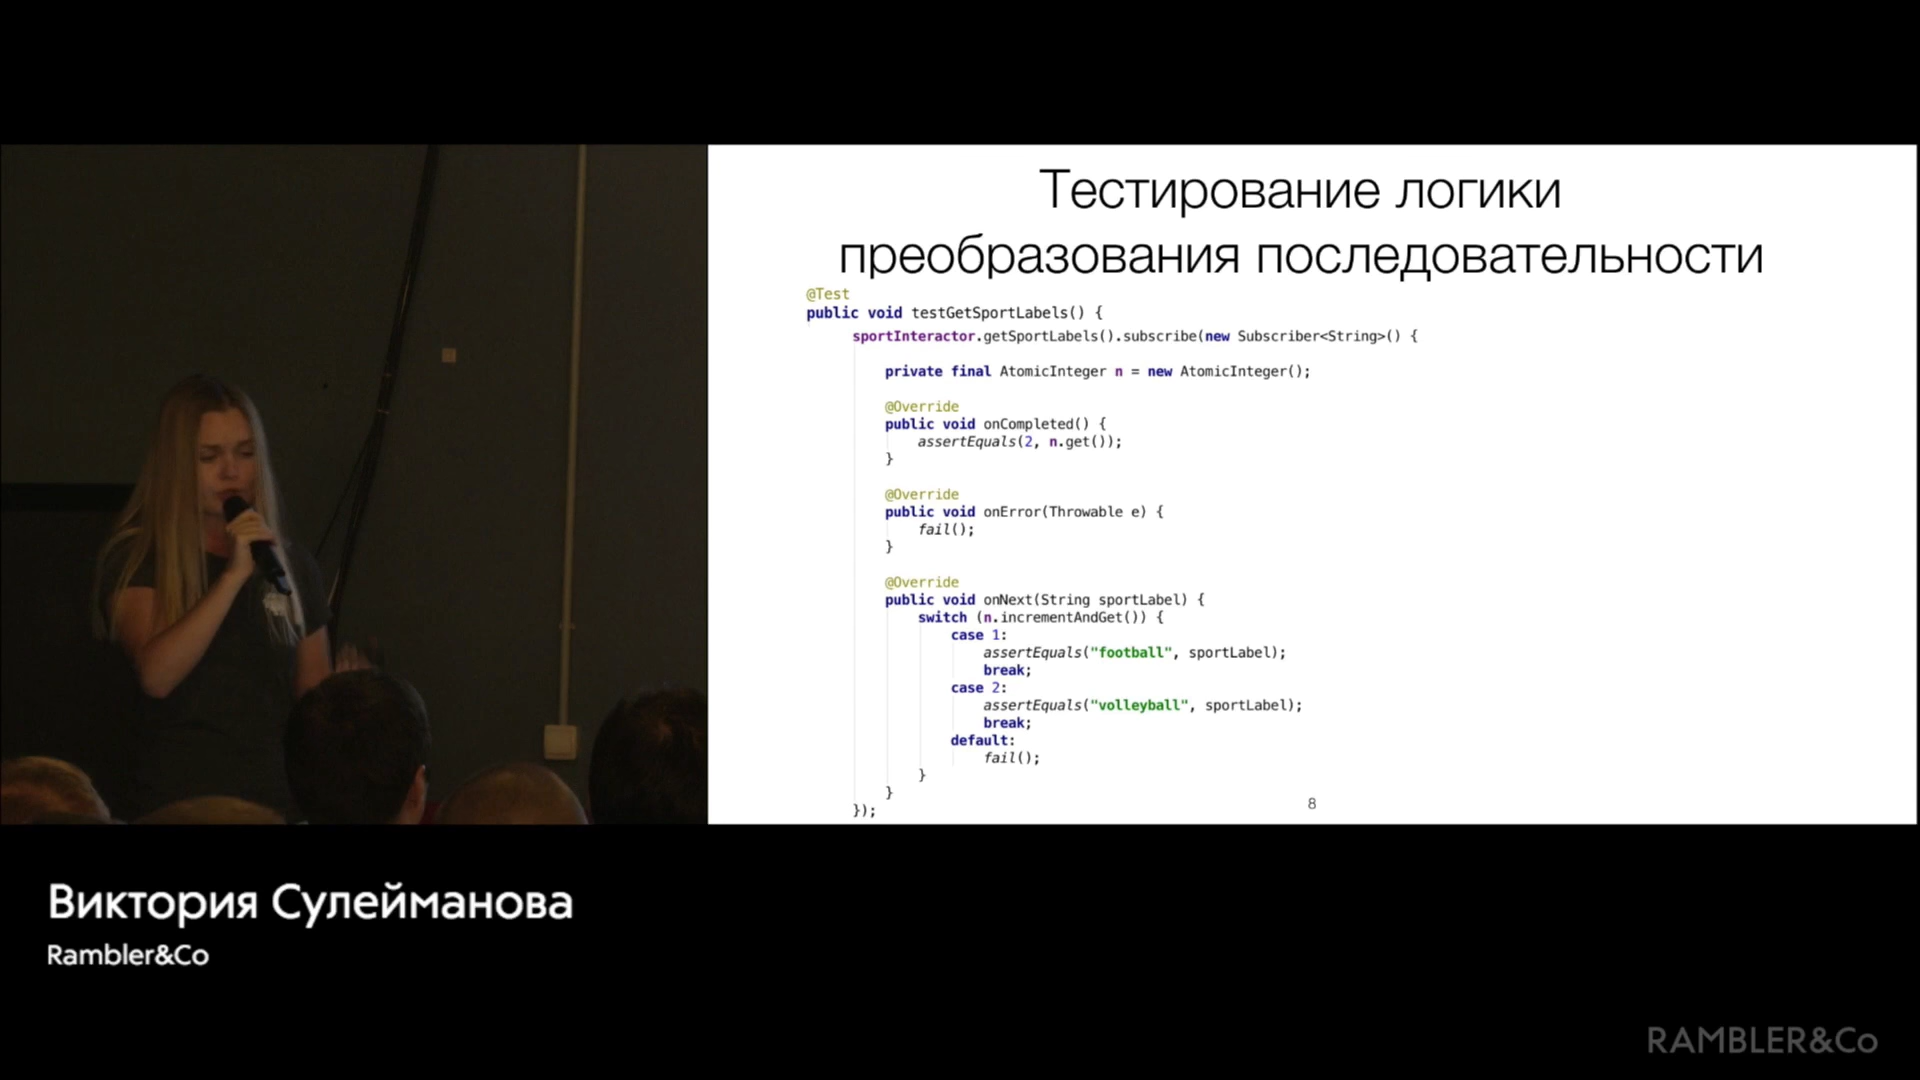 Тестирование логики
преобразования последовательности
@Test
public void testGetSportLabels() {
sportInteractor.getSportLabels().subscribe(new Subscriber<String>() {
private final AtomicInteger n = new AtomicInteger();
@Override
public void onCompleted() {
assertEquals(2, n.get());
}
@Override
public void onError(Throwable e) {
fail();
}
@Override
public void onNext(String sportLabel) {
switch (n.incrementAndGet()) {
case 1:
assertEquals("football", sportLabel);
break;
case 2:
assertEquals("volleyball", sportLabel);
break;
default:
fail();
}
}
});
8
Виктория Сулейманова
Rambler&Co
RAMBLER&Co